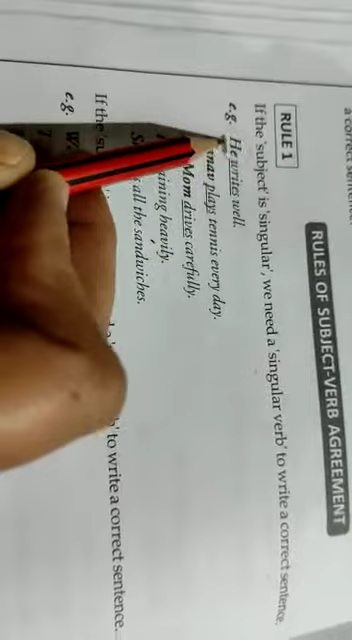 a correct sentence
RULES OF SUBJECT-VERB AGREEMENT
RULE 1
If the 'subject' is 'singular', we need a 'singular verb' to write a correct sentence.
e.g. He writes well.
plays tennis every day.
Mom drives carefully.
raining heavily.
all the sandwiches.
If the to write a correct sentence.
e.g.